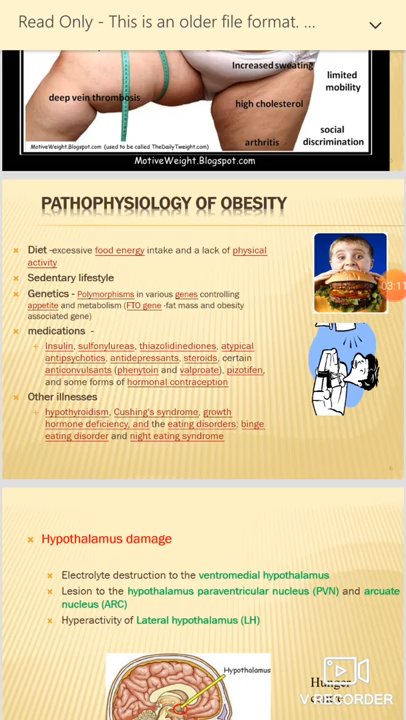 Read Only - This is an older file format. ...
Increased sweating
limited
mobility
deep vein thrombosis
high cholesterol
social
discrimination
arthritis
MotiveWeight.Blogspot.com (used to be called TheDailyTweight.com)
MotiveWeight.Blogspot.com
PATHOPHYSIOLOGY OF OBESITY
Diet -excessive food energy intake and a lack of physical
activity
Sedentary lifestyle
Genetics - Polymorphisms in various genes controlling
appetite and metabolism (FTO gene -fat mass and obesity
associated gene)
medications -
Insulin, sulfonylureas, thiazolidinediones, atypical
antipsychotics, antidepressants, steroids, certain
anticonvulsants (phenytoin and valproate), pizotifen,
and some forms of hormonal contraception
Other illnesses
hypothyroidism, Cushing's syndrome, growth
hormone deficiency, and the eating disorders: binge
eating disorder and night eating syndrome
03:11
Hypothalamus damage
Electrolyte destruction to the ventromedial hypothalamus
Lesion to the hypothalamus paraventricular nucleus (PVN) and arcuate
nucleus (ARC)
Hyperactivity of Lateral hypothalamus (LH)
Hypothalamus
Hunger
V RECORDER